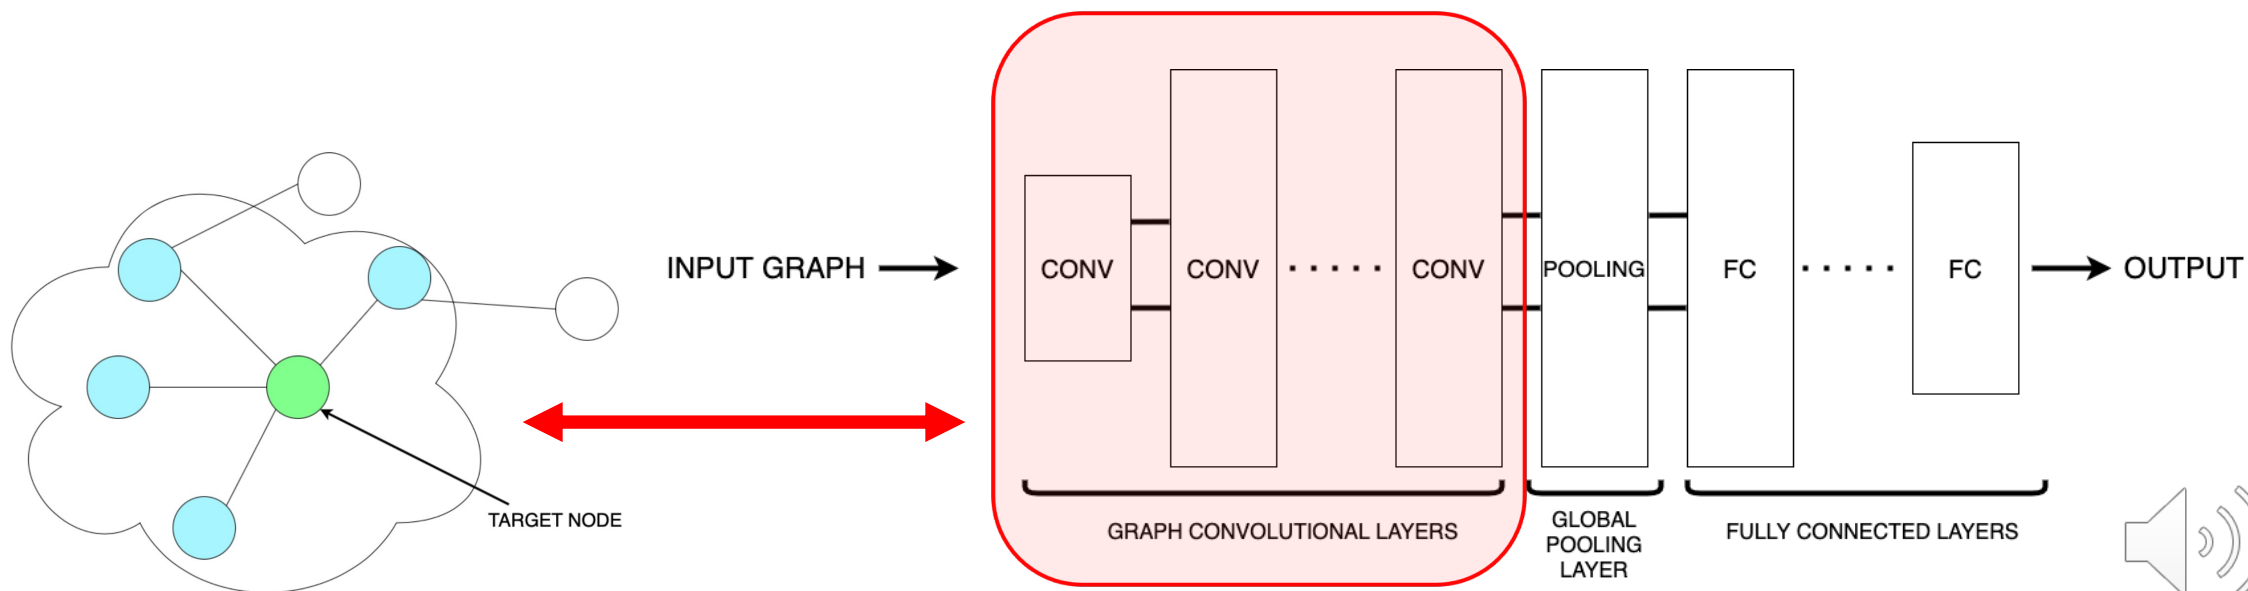 TARGET NODE
INPUT GRAPH
CONV
CONV
CONV
POOLING
FC
FC
OUTPUT
GRAPH CONVOLUTIONAL LAYERS
GLOBAL
POOLING
LAYER
FULLY CONNECTED LAYERS